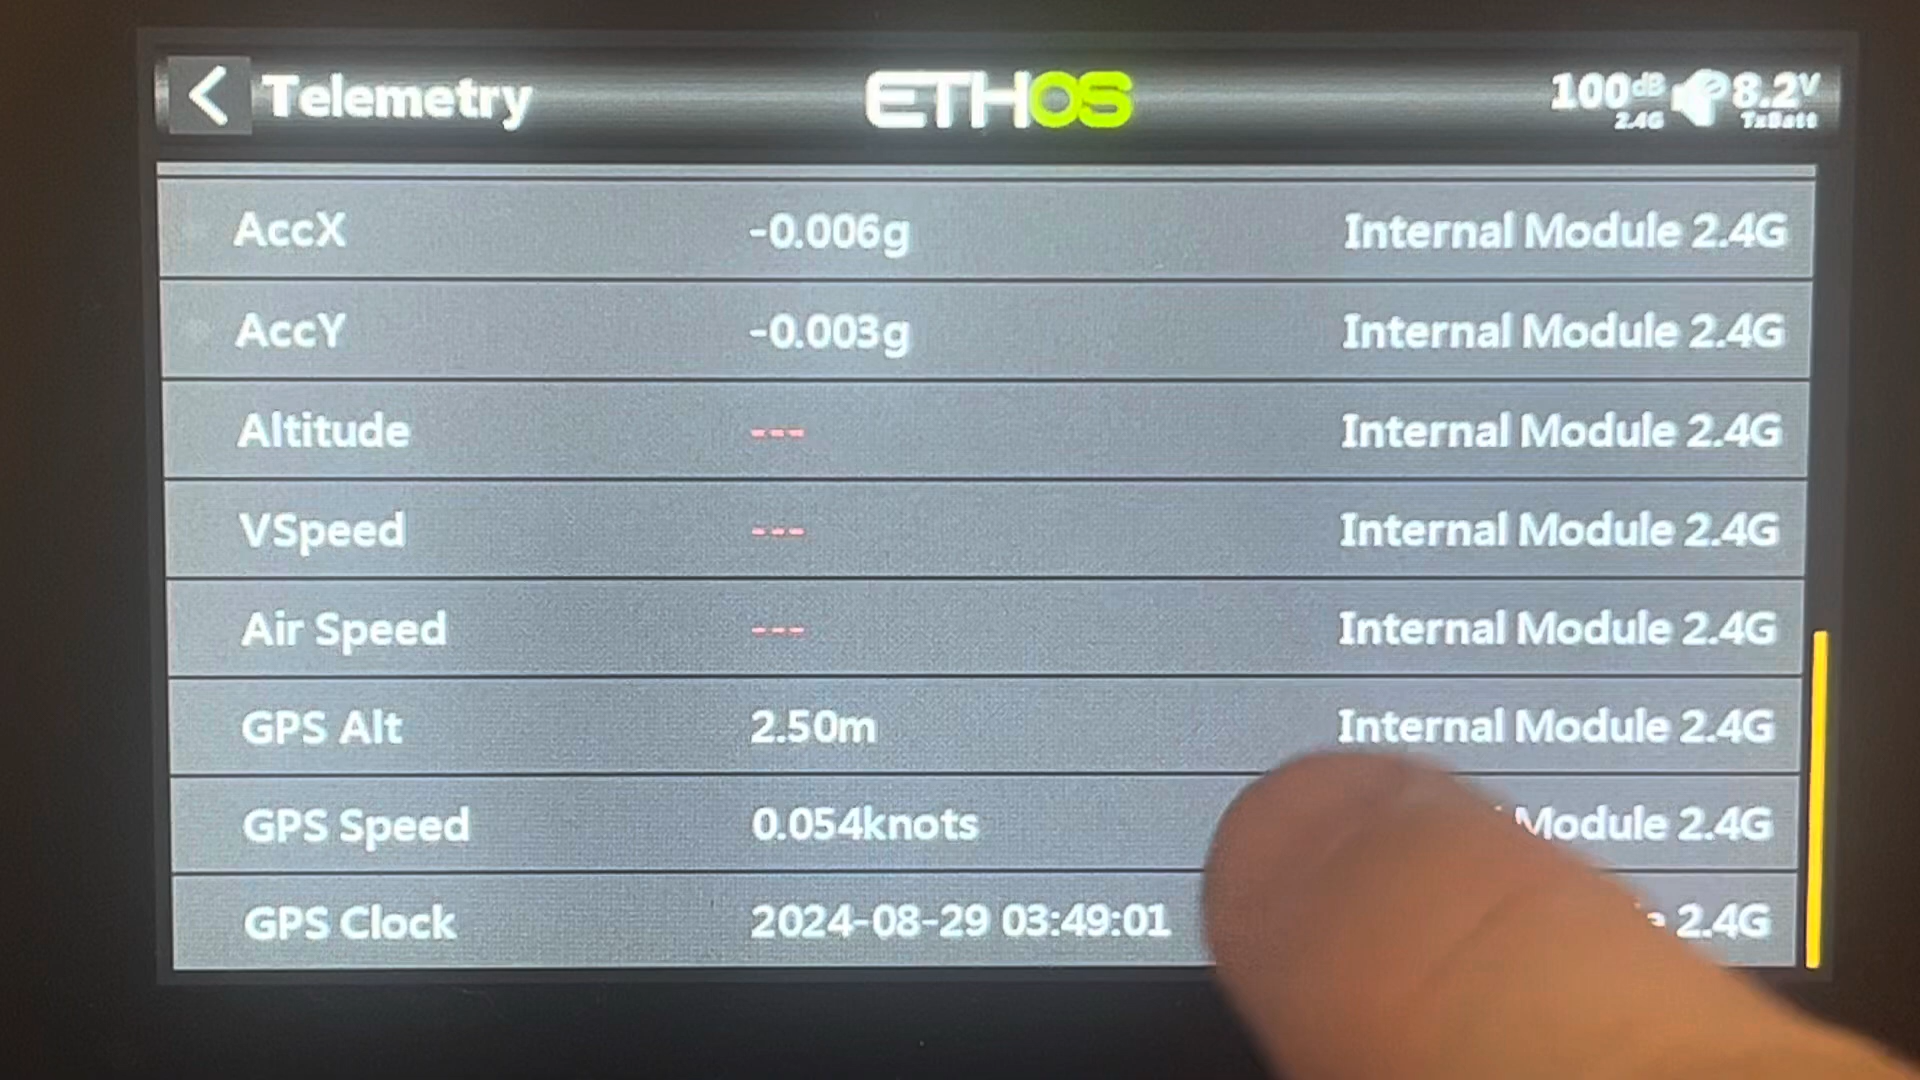 Telemetry ETHOS 100dB 2.4G 8.2V TxBatt
AccX -0.006g Internal Module 2.4G
AccY -0.003g Internal Module 2.4G
Altitude --- Internal Module 2.4G
VSpeed --- Internal Module 2.4G
Air Speed --- Internal Module 2.4G
GPS Alt 2.50m Internal Module 2.4G
GPS Speed 0.054knots Module 2.4G
GPS Clock 2024-08-29 03:49:01 2.4G